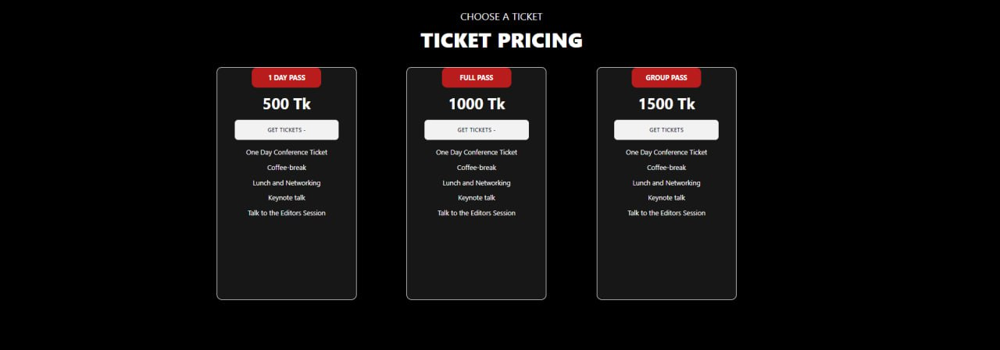 CHOOSE A TICKET
TICKET PRICING
1 DAY PASS
500 Tk
GET TICKETS -
One Day Conference Ticket
Coffee-break
Lunch and Networking
Keynote talk
Talk to the Editors Session
FULL PASS
1000 Tk
GET TICKETS -
One Day Conference Ticket
Coffee-break
Lunch and Networking
Keynote talk
Talk to the Editors Session
GROUP PASS
1500 Tk
GET TICKETS
One Day Conference Ticket
Coffee-break
Lunch and Networking
Keynote talk
Talk to the Editors Session